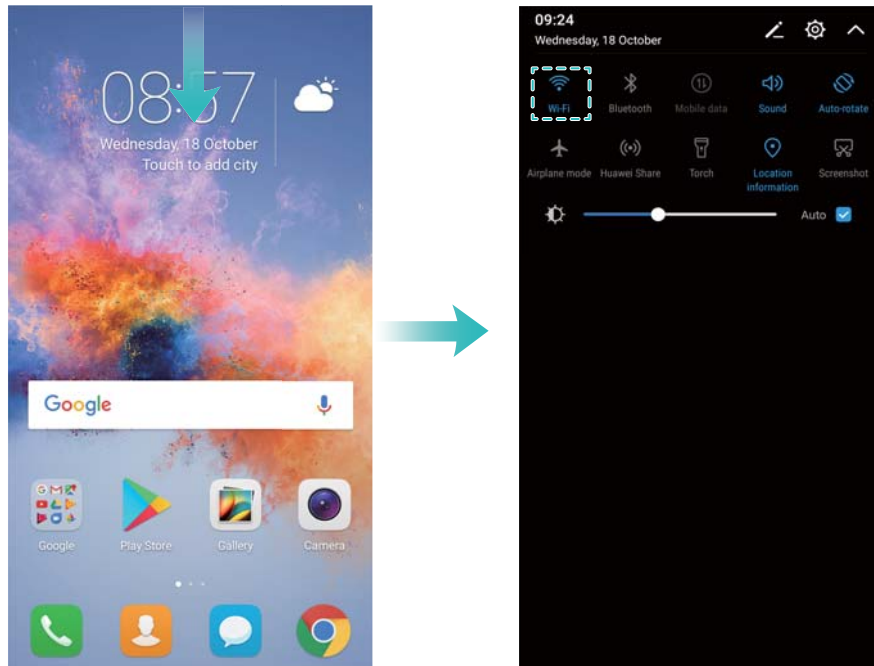 08:57
Wednesday, 18 October
Touch to add city
Google
Google
Play Store
Gallery
Camera
09:24
Wednesday, 18 October
Wi-Fi
Bluetooth
Mobile data
Sound
Auto-rotate
Airplane mode
Huawei Share
Torch
Location
information
Screenshot
Auto